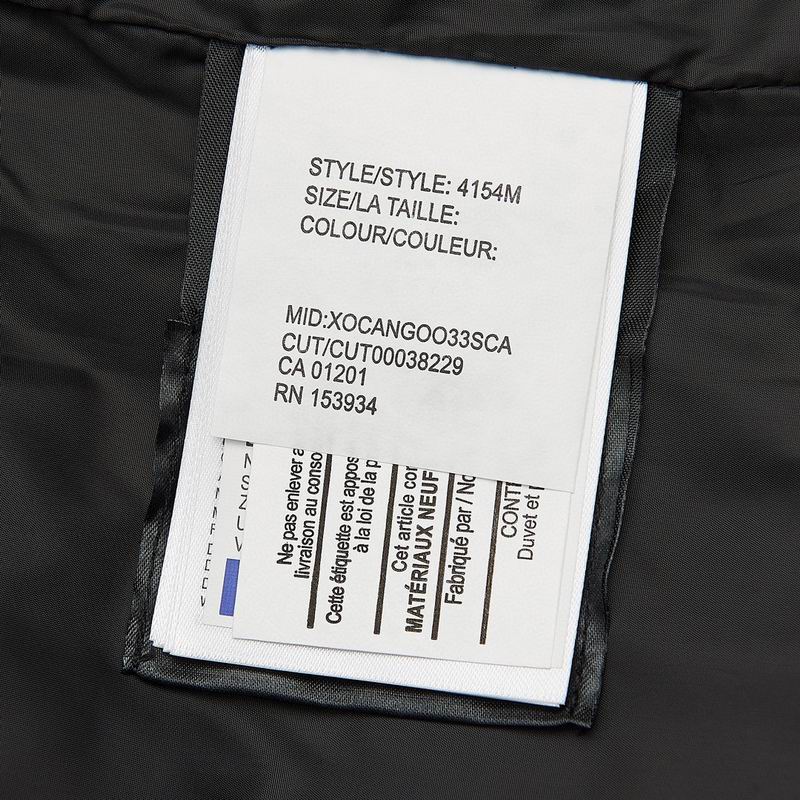 STYLE/STYLE: 4154M
SIZE/LA TAILLE:
COLOUR/COULEUR:
MID:XOCANGOO33SCA
CUT/CUT00038229
CA 01201
RN 153934
Ne pas enlever a
livraison au conso
Cette étiquette est appos
à la loi de la p
Cet article con
MATÉRIAUX NEUF
Fabriqué par / No
CONT
Duvet et